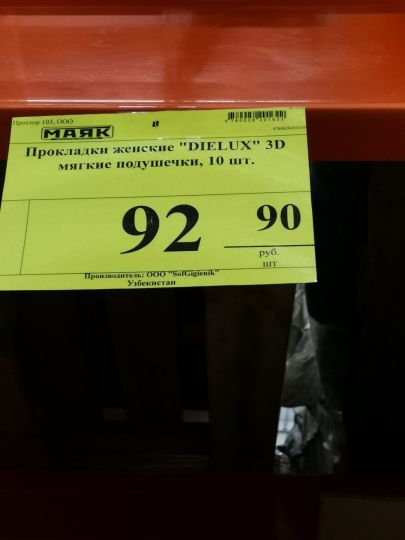 Простор 103, ООО
МАЯК
Прокладки женские "DIELUX" 3D
мягкие подушечки, 10 шт.
92 90
руб.
шт
Производитель: ООО "SofGigienik"
Узбекистан